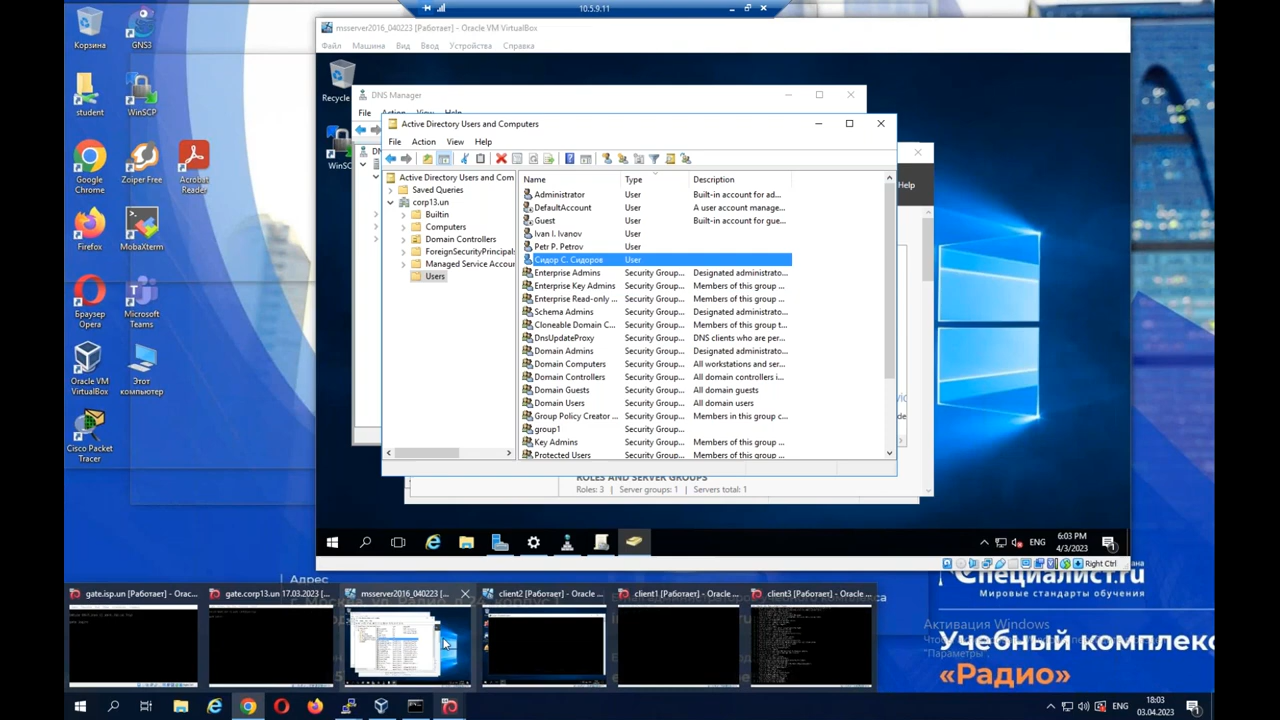 10.5.9.11
msserver2016_040223 [Работает] - Oracle VM VirtualBox
Файл Машина Вид Ввод Устройства Справка
Корзина
GNS3
student
WinSCP
Google Chrome
Zoiper Free
Acrobat Reader
Firefox
MobaXterm
Браузер Opera
Microsoft Teams
Oracle VM VirtualBox
Этот компьютер
Cisco Packet Tracer
Recycle
WinSC
DNS Manager
File Action View Help
Help
Active Directory Users and Computers
File Action View Help
Active Directory Users and Com
Saved Queries
corp13.un
Builtin
Computers
Domain Controllers
ForeignSecurityPrincipals
Managed Service Accoun
Users
Name Type Description
Administrator User Built-in account for ad...
DefaultAccount User A user account manage...
Guest User Built-in account for gue...
Ivan I. Ivanov User
Petr P. Petrov User
Сидор С. Сидоров User
Enterprise Admins Security Group... Designated administrato...
Enterprise Key Admins Security Group... Members of this group ...
Enterprise Read-only ... Security Group... Members of this group ...
Schema Admins Security Group... Designated administrato...
Cloneable Domain C... Security Group... Members of this group t...
DnsUpdateProxy Security Group... DNS clients who are per...
Domain Admins Security Group... Designated administrato...
Domain Computers Security Group... All workstations and ser...
Domain Controllers Security Group... All domain controllers i...
Domain Guests Security Group... All domain guests
Domain Users Security Group... All domain users
Group Policy Creator ... Security Group... Members in this group c...
group1 Security Group...
Key Admins Security Group... Members of this group ...
Protected Users Security Group... Members of this group ...
ROLES AND SERVER GROUPS
Roles: 3 | Server groups: 1 | Servers total: 1
ENG
6:03 PM
4/3/2023
Right Ctrl
Адрес
Специалист.ru
Мировые стандарты обучения
gate.isp.un [Работает] - Orac...
gate.corp13.un 17.03.2023 [...
msserver2016_040223 [...
client2 [Работает] - Oracle ...
client1 [Работает] - Oracle ...
client3 [Работает] - Oracle ...
Активация Windows
"Параметры".
Учебный комплекс
«Радио»
ENG
18:03
03.04.2023